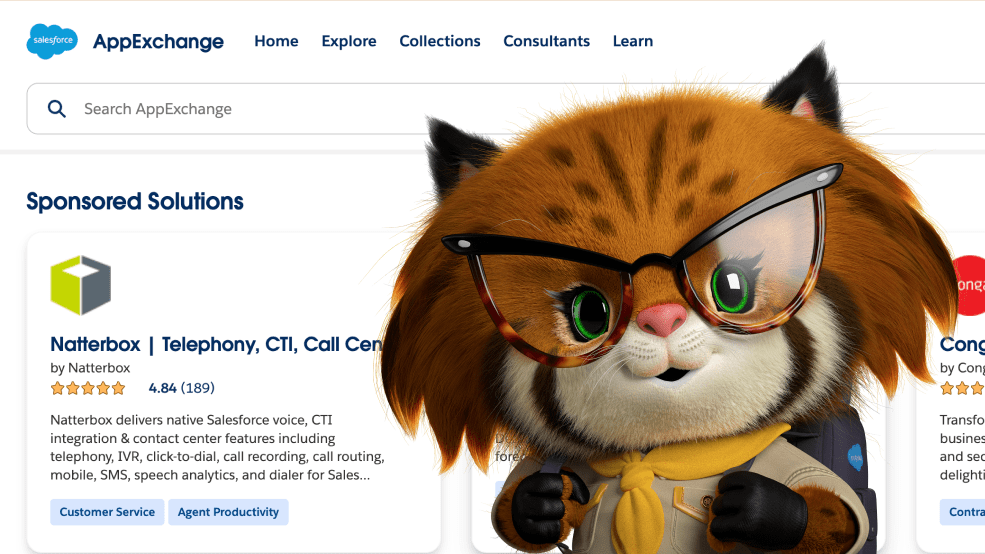 salesforce
AppExchange
Home
Explore
Collections
Consultants
Learn
Search AppExchange
Sponsored Solutions
Natterbox | Telephony, CTI, Call Cen
by Natterbox
4.84 (189)
Natterbox delivers native Salesforce voice, CTI
integration & contact center features including
telephony, IVR, click-to-dial, call recording, call routing,
mobile, SMS, speech analytics, and dialer for Sales...
Customer Service
Agent Productivity
fore
onga
Cong
by Cong
Transfo
busines
and sec
delighti
Contra